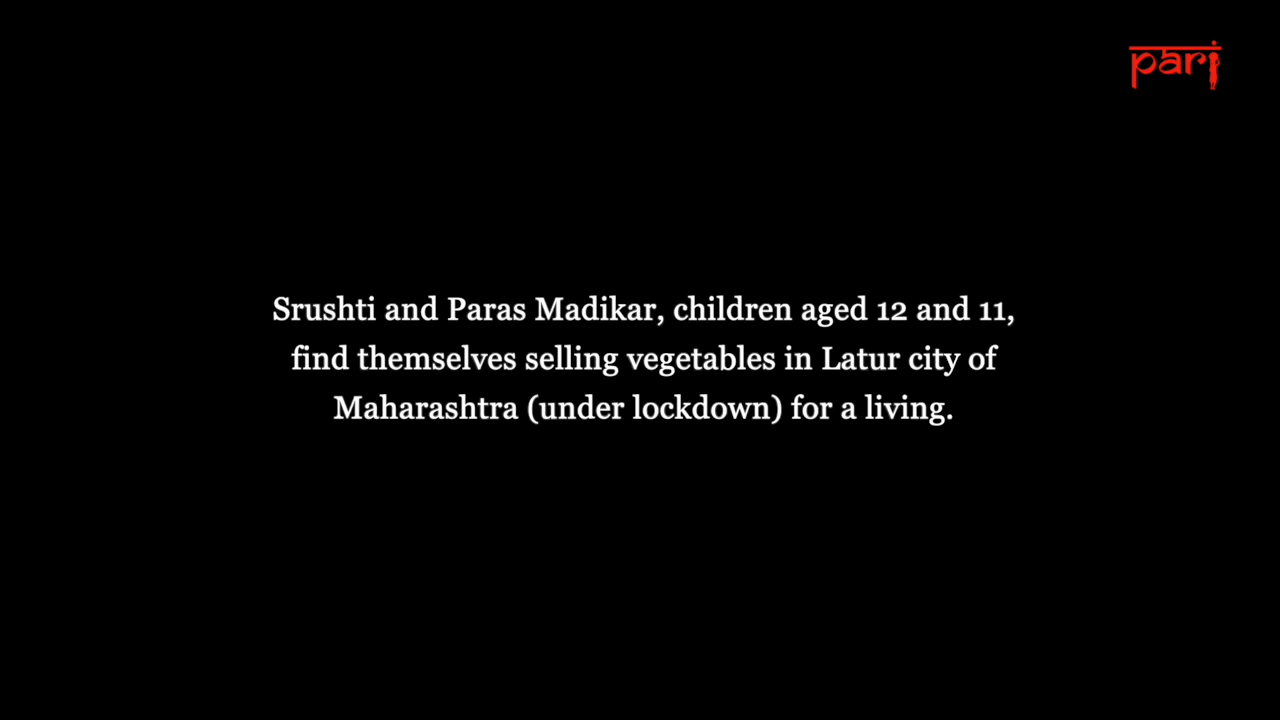 pari
Srushti and Paras Madikar, children aged 12 and 11,
find themselves selling vegetables in Latur city of
Maharashtra (under lockdown) for a living.